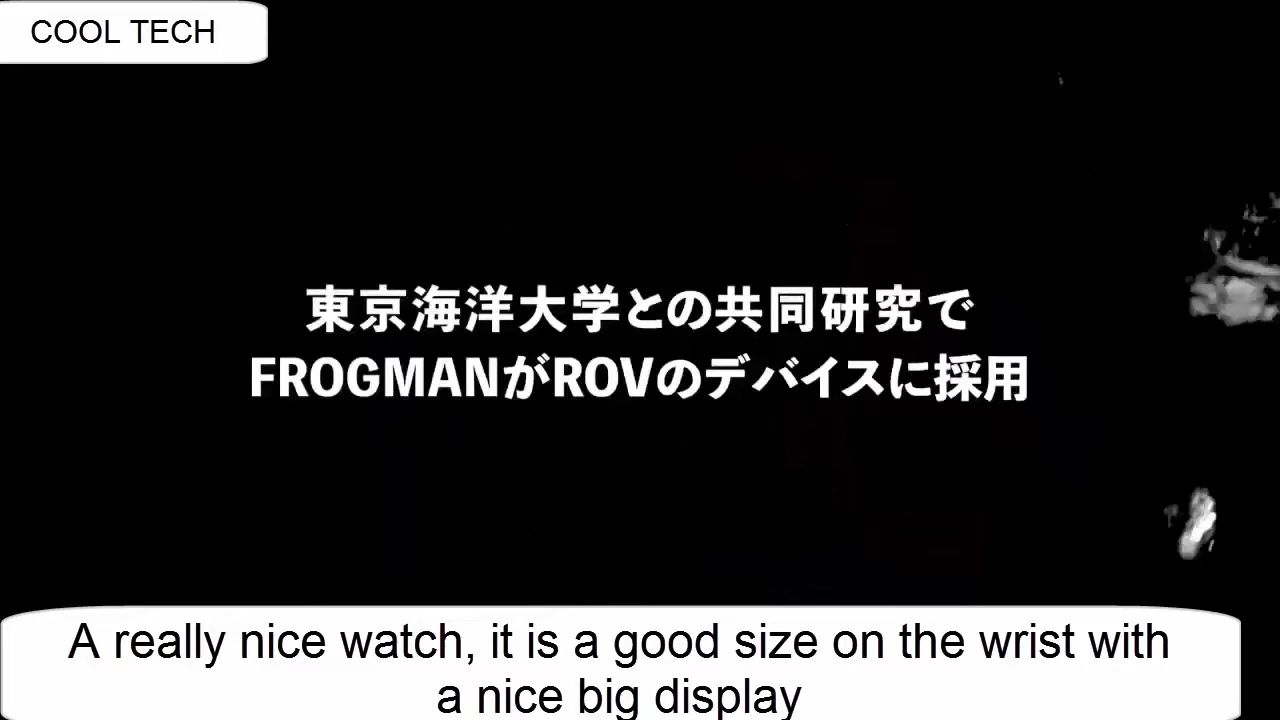 COOL TECH
東京海洋大学との共同研究で
FROGMANがROVのデバイスに採用
A really nice watch, it is a good size on the wrist with
a nice big display